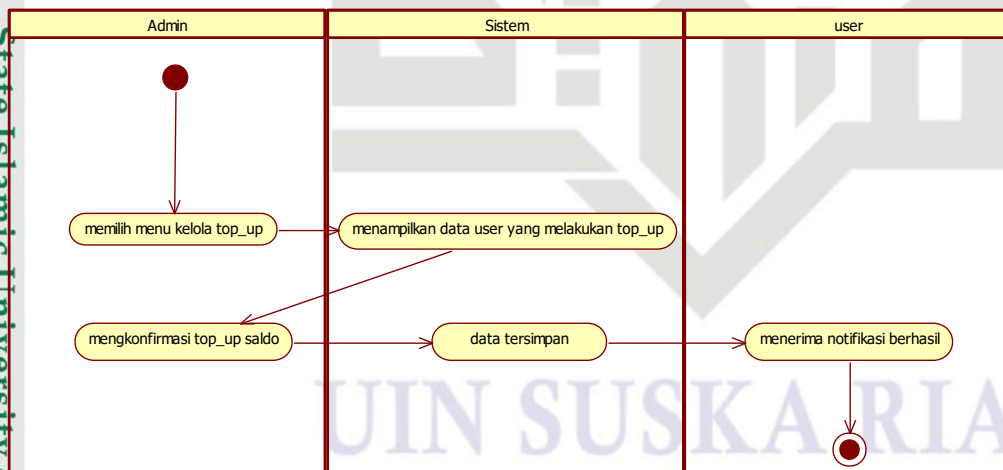 Admin
Sistem
user
memilih menu kelola top_up
menampilkan data user yang melakukan top_up
mengkonfirmasi top_up saldo
data tersimpan
menerima notifikasi berhasil
UIN SUSKA RIA